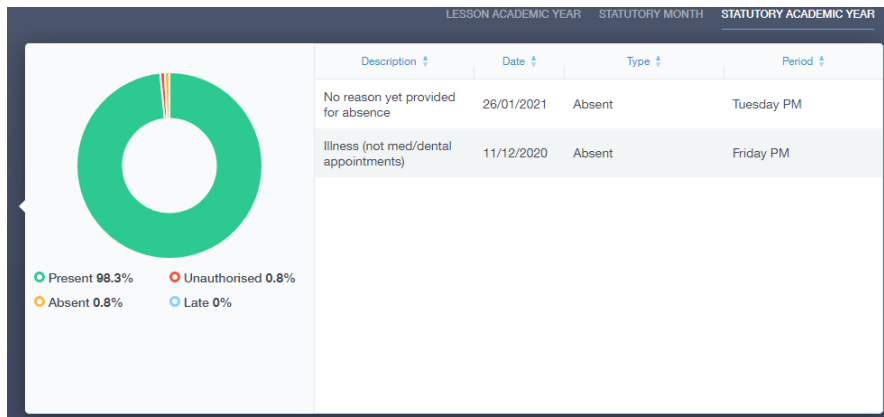 LESSON ACADEMIC YEAR STATUTORY MONTH STATUTORY ACADEMIC YEAR
Description Date Type Period
No reason yet provided
for absence
26/01/2021 Absent Tuesday PM
Illness (not med/dental
appointments)
11/12/2020 Absent Friday PM
Present 98.3% Unauthorised 0.8%
Absent 0.8% Late 0%